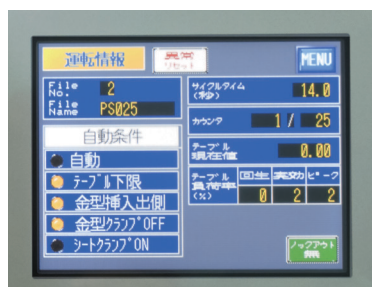 運転情報
異常
リセット
MENU
File No. 2
File Name PS025
自動条件
自動
テーブル下限
金型挿入出側
金型クランプOFF
シートクランプON
サイクルタイム
(秒) 14.0
カウンタ 1 / 25
テーブル
現在値 0.00
テーブル
負荷率
(%)
回生 実効 ピーク
0 2 2
ノックアウト
無